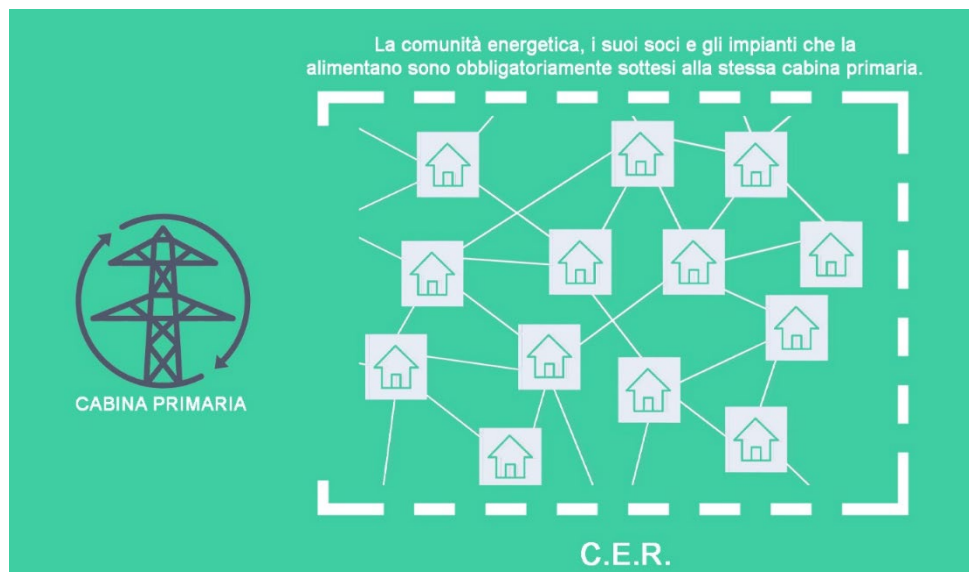 La comunità energetica, i suoi soci e gli impianti che la
alimentano sono obbligatoriamente sottesi alla stessa cabina primaria.
CABINA PRIMARIA
C.E.R.